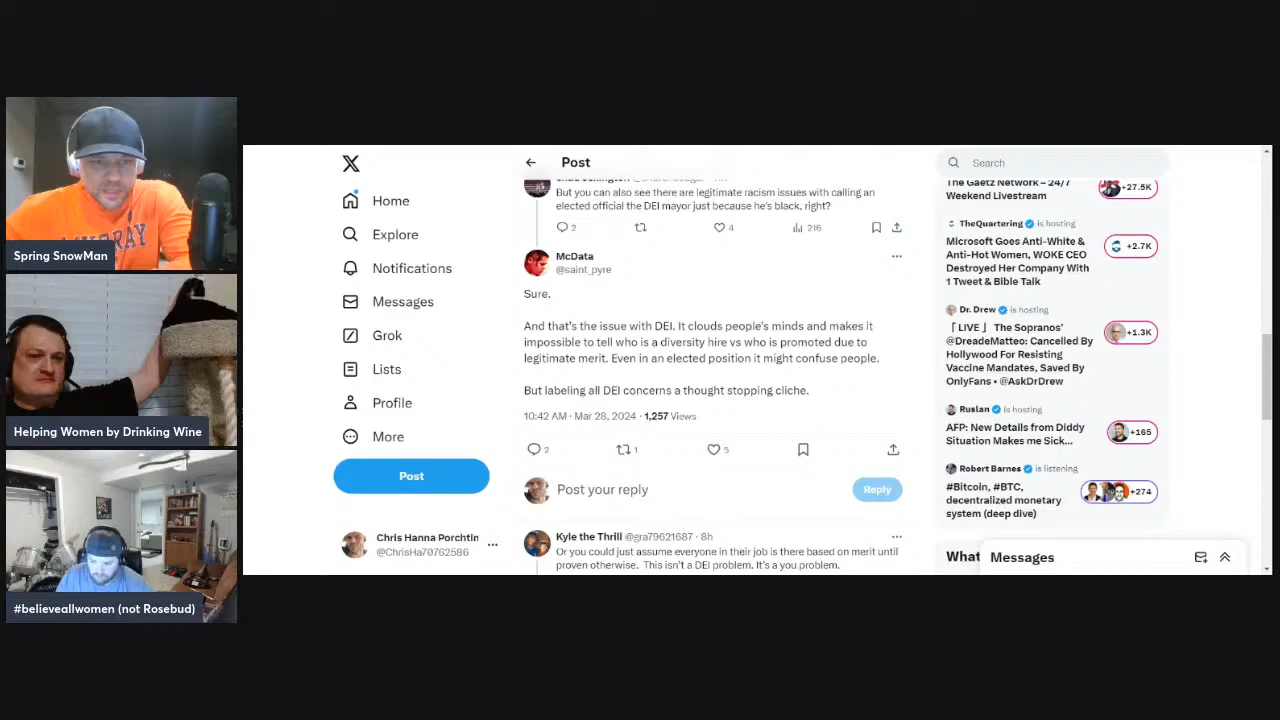 Spring SnowMan
Helping Women by Drinking Wine
#believeallwomen (not Rosebud)
Home
Explore
Notifications
Messages
Grok
Lists
Profile
More
Post
Chris Hanna Porchtin
@ChrisHa70762586
Post
But you can also see there are legitimate racism issues with calling an
elected official the DEI mayor just because he's black, right?
2
4
216
McData
@saint_pyre
Sure.
And that's the issue with DEI. It clouds people's minds and makes it
impossible to tell who is a diversity hire vs who is promoted due to
legitimate merit. Even in an elected position it might confuse people.
But labeling all DEI concerns a thought stopping cliche.
10:42 AM · Mar 28, 2024 · 1,257 Views
2
1
5
Post your reply
Reply
Kyle the Thrill @gra79621687 · 8h
Or you could just assume everyone in their job is there based on merit until
proven otherwise. This isn't a DEI problem. It's a you problem.
Search
The Gaetz Network – 24/7
Weekend Livestream
+27.5K
TheQuartering is hosting
Microsoft Goes Anti-White &
Anti-Hot Women, WOKE CEO
Destroyed Her Company With
1 Tweet & Bible Talk
+2.7K
Dr. Drew is hosting
「 LIVE 」 The Sopranos'
@DreadeMatteo: Cancelled By
Hollywood For Resisting
Vaccine Mandates, Saved By
OnlyFans • @AskDrDrew
+1.3K
Ruslan is hosting
AFP: New Details from Diddy
Situation Makes me Sick...
+165
Robert Barnes is listening
#Bitcoin, #BTC,
decentralized monetary
system (deep dive)
+274
What
Messages